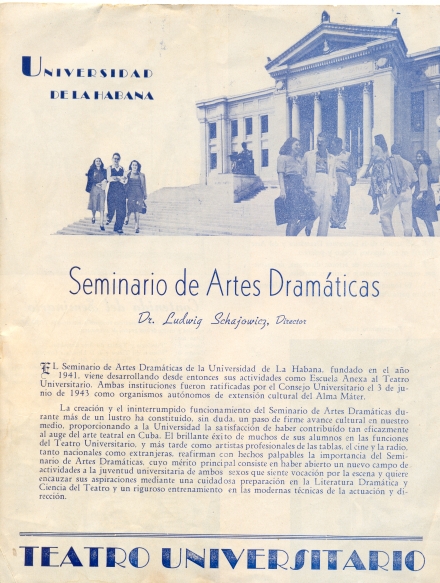 UNIVERSIDAD
DE LA HABANA
Seminario de Artes Dramáticas
Dr. Ludwig Schajowicz, Director
EL Seminario de Artes Dramáticas de la Universidad de La Habana, fundado en el año
1941, viene desarrollando desde entonces sus actividades como Escuela Anexa al Teatro
Universitario. Ambas instituciones fueron ratificadas por el Consejo Universitario el 3 de ju-
nio de 1943 como organismos autónomos de extensión cultural del Alma Máter.
La creación y el ininterrumpido funcionamiento del Seminario de Artes Dramáticas du-
rante más de un lustro ha constituído, sin duda, un paso de firme avance cultural en nuestro
medio, proporcionando a la Universidad la satisfacción de haber contribuído tan eficazmente
al auge del arte teatral en Cuba. El brillante éxito de muchos de sus alumnos en las funciones
del Teatro Universitario, y más tarde como artistas profesionales de las tablas, el cine y la radio,
tanto nacionales como extranjeras, reafirman con hechos palpables la importancia del Semi-
nario de Artes Dramáticas, cuyo mérito principal consiste en haber abierto un nuevo campo de
actividades a la juventud universitaria de ambos sexos que siente vocación por la escena y quiere
encauzar sus aspiraciones mediante una cuidadosa preparación en la Literatura Dramática y
Ciencia del Teatro y un riguroso entrenamiento en las modernas técnicas de la actuación y di-
rección.
TEATRO UNIVERSITARIO